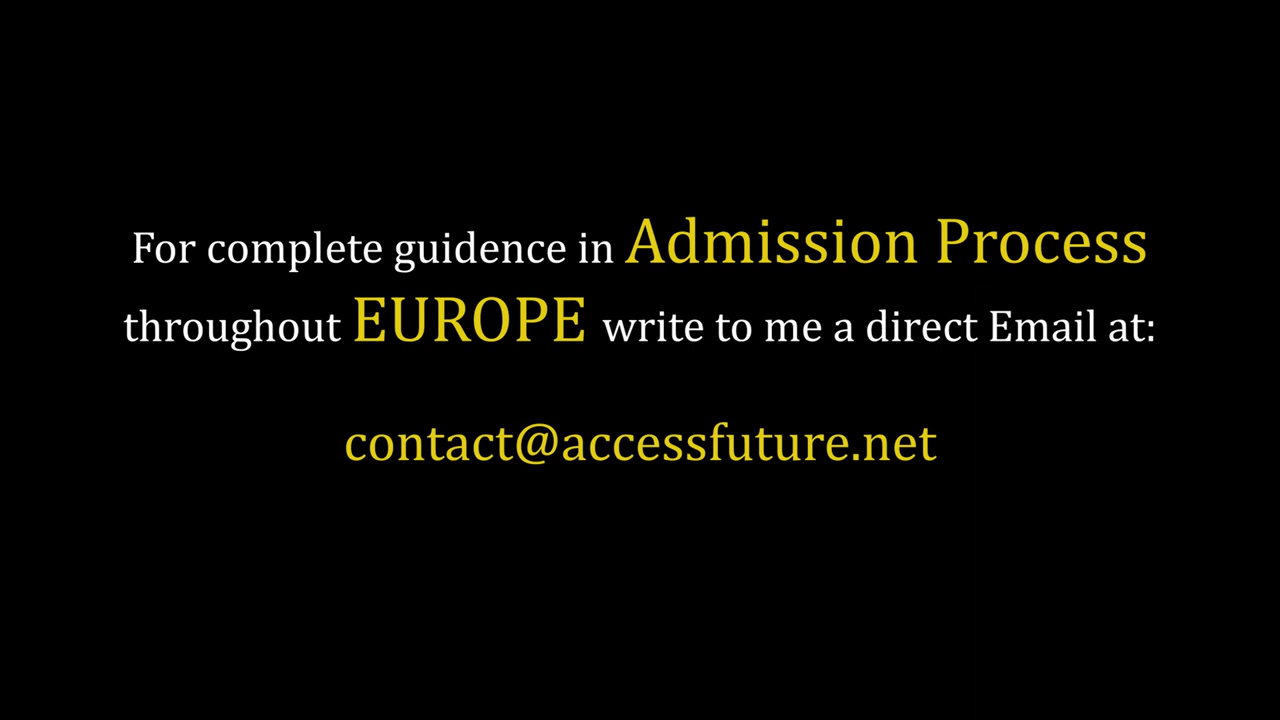 For complete guidence in Admission Process
throughout EUROPE write to me a direct Email at:
contact@accessfuture.net